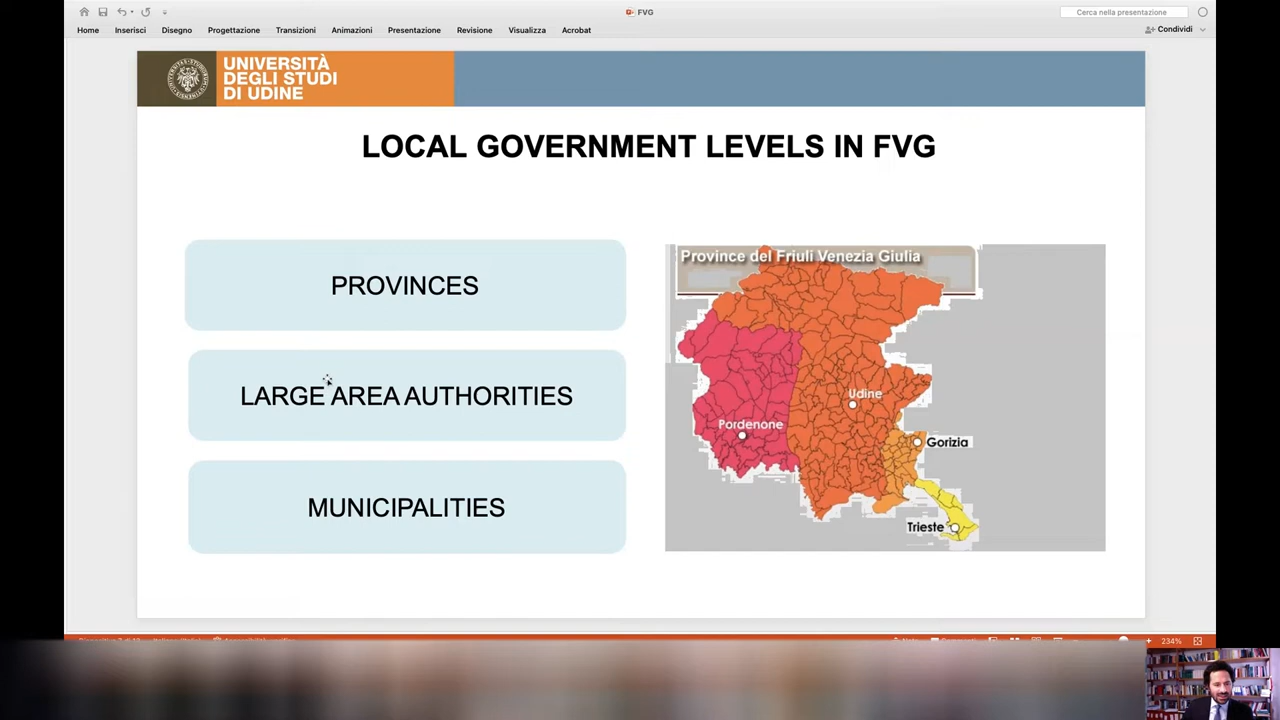 FVG
Cerca nella presentazione
Home Inserisci Disegno Progettazione Transizioni Animazioni Presentazione Revisione Visualizza Acrobat
Condividi
UNIVERSITÀ
DEGLI STUDI
DI UDINE
LOCAL GOVERNMENT LEVELS IN FVG
PROVINCES
LARGE AREA AUTHORITIES
MUNICIPALITIES
Province del Friuli Venezia Giulia
Udine
Pordenone
Gorizia
Trieste
234%